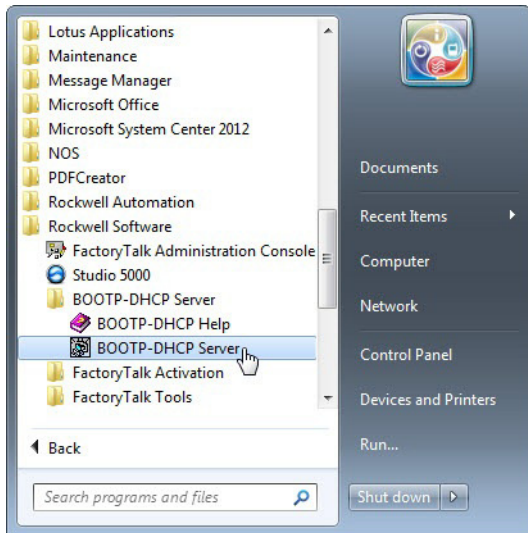 Lotus Applications
Maintenance
Message Manager
Microsoft Office
Microsoft System Center 2012
NOS
PDFCreator
Rockwell Automation
Rockwell Software
FactoryTalk Administration Console
Studio 5000
BOOTP-DHCP Server
BOOTP-DHCP Help
BOOTP-DHCP Server
FactoryTalk Activation
FactoryTalk Tools
Back
Search programs and files
Documents
Recent Items
Computer
Network
Control Panel
Devices and Printers
Run...
Shut down